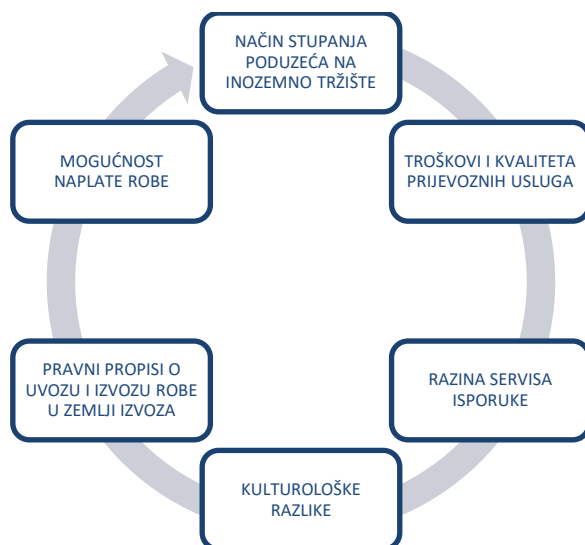 NAČIN STUPANJA
PODUZEĆA NA
INOZEMNO TRŽIŠTE
TROŠKOVI I KVALITETA
PRIJEVOZNIH USLUGA
RAZINA SERVISA
ISPORUKE
KULTUROLOŠKE
RAZLIKE
PRAVNI PROPISI O
UVOZU I IZVOZU ROBE
U ZEMLJI IZVOZA
MOGUĆNOST
NAPLATE ROBE